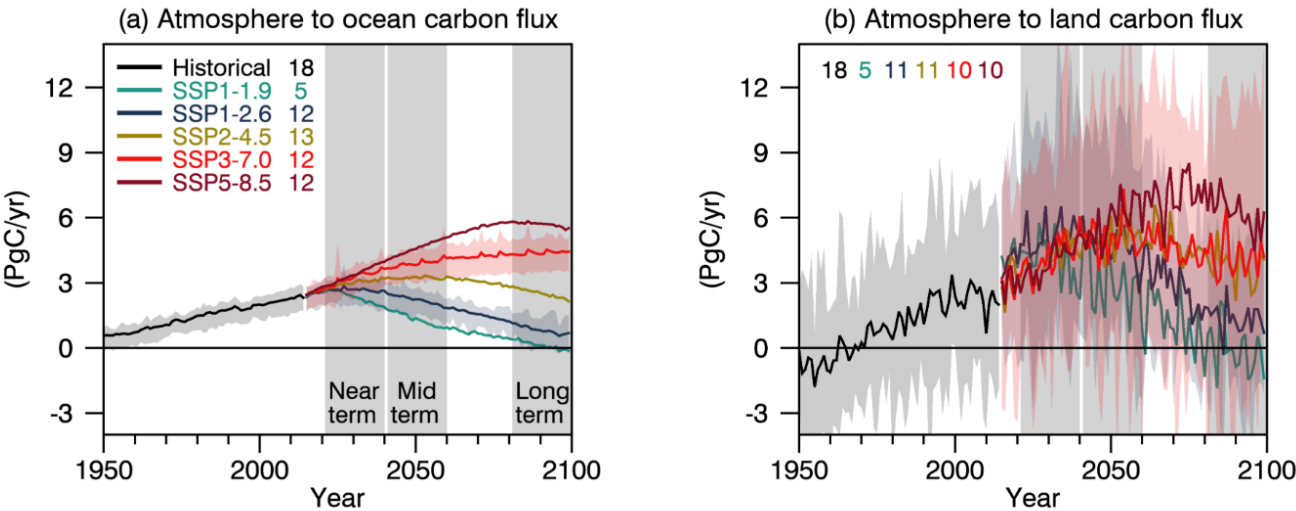 (a) Atmosphere to ocean carbon flux
12
9
6
3
0
-3
(PgC/yr)
Historical 18
SSP1-1.9 5
SSP1-2.6 12
SSP2-4.5 13
SSP3-7.0 12
SSP5-8.5 12
Near term
Mid term
Long term
1950 2000 2050 2100
Year
(b) Atmosphere to land carbon flux
12
9
6
3
0
-3
(PgC/yr)
18 5 11 11 10 10
1950 2000 2050 2100
Year